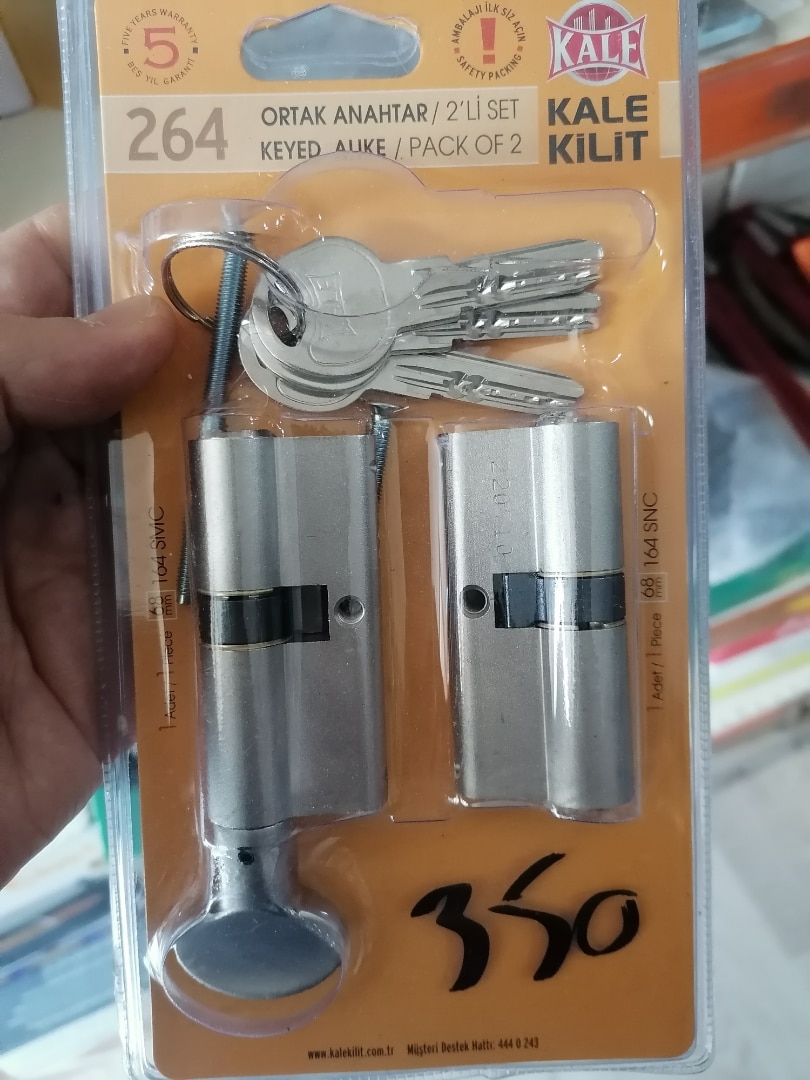 FIVE YEARS WARRANTY
5
BEŞ YIL GARANTİ
AMBALAJI İLK SİZ AÇIN
!
SAFETY PACKING
KALE
264
ORTAK ANAHTAR / 2'Lİ SET
KEYED ALIKE / PACK OF 2
KALE
KİLİT
1 Adet / 1 Piece 68 mm 164 SMC
1 Adet / 1 Piece 68 mm 164 SNC
350
www.kalekilit.com.tr Müşteri Destek Hattı: 444 0 243